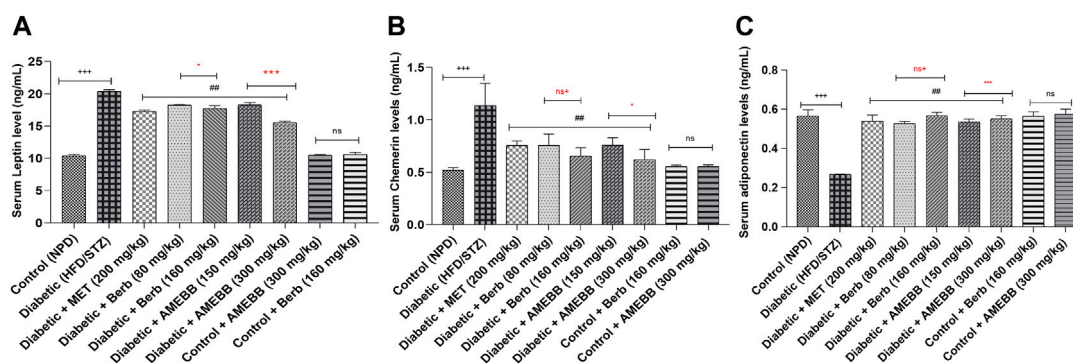 A
Serum Leptin level (ng/mL)
25
20
15
10
5
0
+++
*
***
##
ns
Control (NPD)
Diabetic (HFD/STZ)
Diabetic + MET (200 mg/kg)
Diabetic + Berb (80 mg/kg)
Diabetic + Berb (160 mg/kg)
Diabetic + AMEBB (150 mg/kg)
Diabetic + AMEBB (300 mg/kg)
Control + AMEBB (300 mg/kg)
Control + Berb (160 mg/kg)
B
Serum Chemerin levels (ng/mL)
1.5
1.0
0.5
0.0
+++
ns+
*
##
ns
Control (NPD)
Diabetic (HFD/STZ)
Diabetic + MET (200 mg/kg)
Diabetic + Berb (80 mg/kg)
Diabetic + Berb (160 mg/kg)
Diabetic + AMEBB (150 mg/kg)
Diabetic + AMEBB (300 mg/kg)
Control + Berb (160 mg/kg)
Control + AMEBB (300 mg/kg)
C
Serum adiponectin levels (ng/mL)
0.8
0.6
0.4
0.2
0.0
+++
ns+
***
##
ns
Control (NPD)
Diabetic (HFD/STZ)
Diabetic + MET (200 mg/kg)
Diabetic + Berb (80 mg/kg)
Diabetic + Berb (160 mg/kg)
Diabetic + AMEBB (150 mg/kg)
Diabetic + AMEBB (300 mg/kg)
Control + Berb (160 mg/kg)
Control + AMEBB (300 mg/kg)